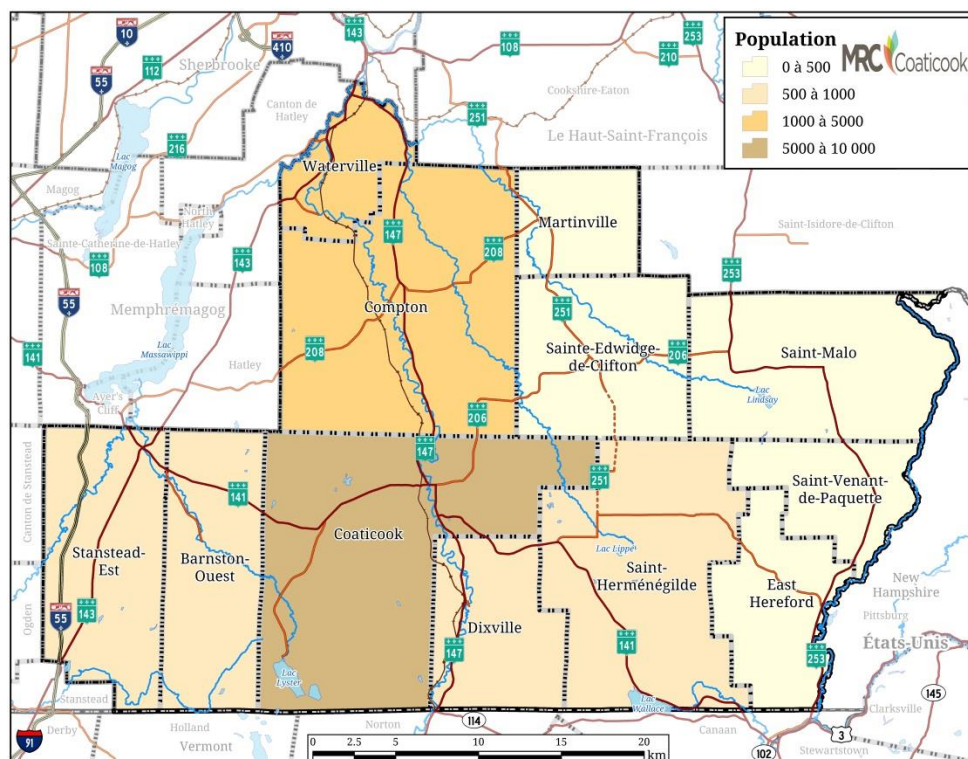 10
55
112
Sherbrooke
410
143
108
253
210
Population
MRC Coaticook
0 à 500
500 à 1000
1000 à 5000
5000 à 10 000
Canton de
Hatley
Cookshire-Eaton
251
Le Haut-Saint-François
216
Lac
Magog
Magog
Waterville
North
Hatley
Sainte-Catherine-de-Hatley
108
143
147
208
Martinville
Saint-Isidore-de-Clifton
253
55
Memphremagog
Compton
251
141
Lac
Massawippi
208
Hatley
Sainte-Edwidge-
de-Clifton
206
Saint-Malo
Lac
Lindsay
Ayer's
Cliff
206
Canton de Stanstead
147
251
141
Saint-Venant-
de-Paquette
Coaticook
Stanstead-
Est
Barnston-
Ouest
Lac Lippé
Saint-
Herménégilde
East
Hereford
New
Hampshire
Pittsburg
Ogden
55
143
Dixville
147
141
253
États-Unis
Lac
Lyster
Lac
Wallace
145
Stanstead
Derby
Holland
Norton
114
Canaan
Clarksville
91
Vermont
102
3
Stewartstown
0 2.5 5 10 15 20
km